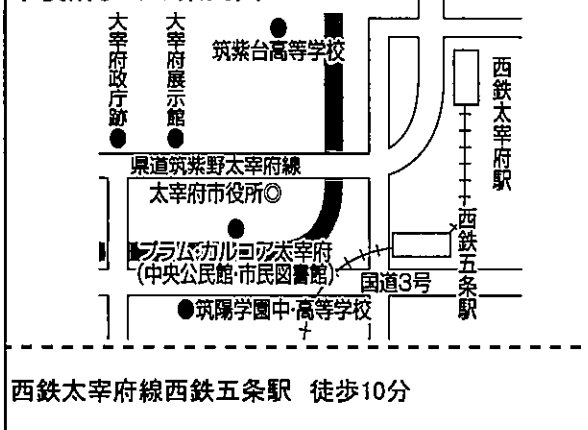 筑紫台高等学校
大宰府政庁跡
大宰府展示館
西鉄太宰府駅
県道筑紫野太宰府線
太宰府市役所◎
プラム・カルコア太宰府
(中央公民館・市民図書館)
国道3号
西鉄五条駅
●筑陽学園中・高等学校
西鉄太宰府線西鉄五条駅 徒歩10分